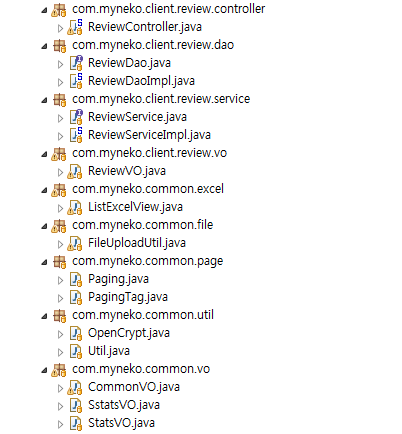 com.myneko.client.review.controller
ReviewController.java
com.myneko.client.review.dao
ReviewDao.java
ReviewDaoImpl.java
com.myneko.client.review.service
ReviewService.java
ReviewServiceImpl.java
com.myneko.client.review.vo
ReviewVO.java
com.myneko.common.excel
ListExcelView.java
com.myneko.common.file
FileUploadUtil.java
com.myneko.common.page
Paging.java
PagingTag.java
com.myneko.common.util
OpenCrypt.java
Util.java
com.myneko.common.vo
CommonVO.java
SstatsVO.java
StatsVO.java